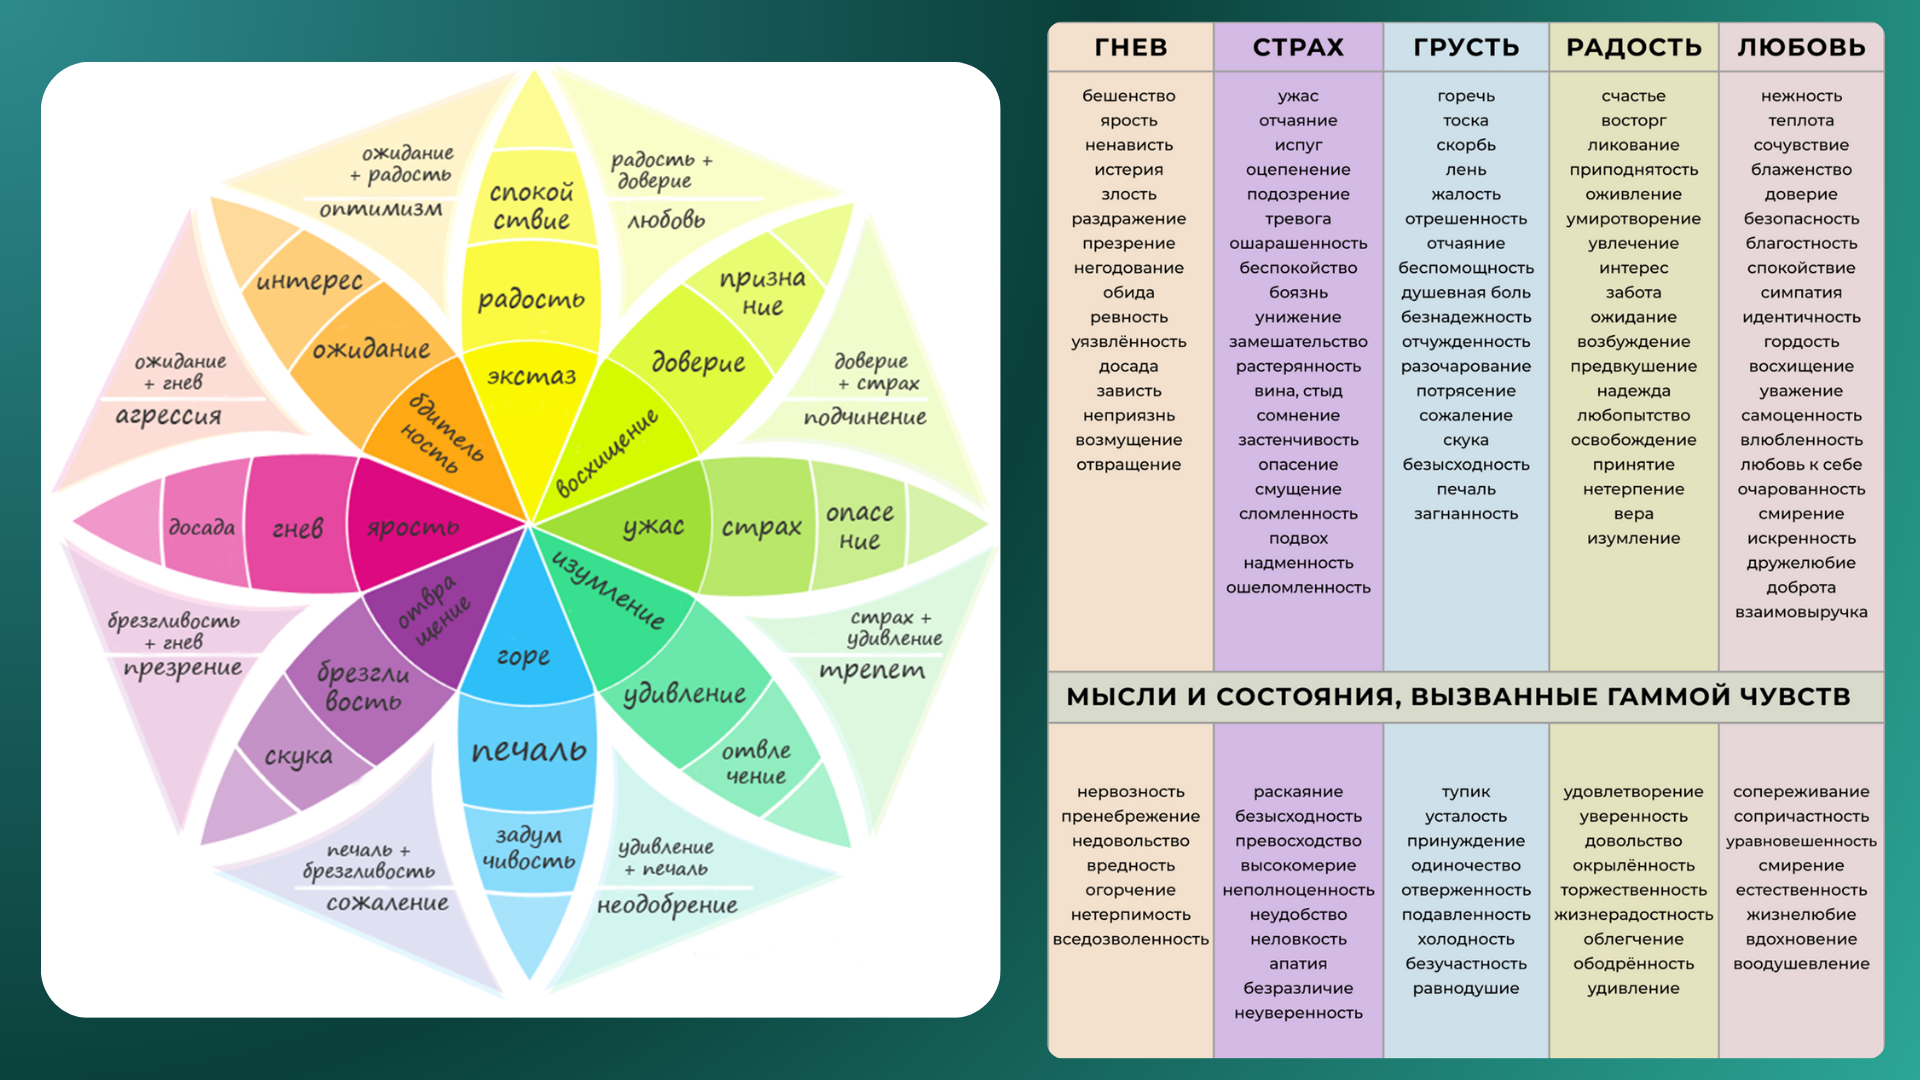 ожидание
+ радость
оптимизм
радость +
доверие
любовь
спокой
ствие
радость
экстаз
интерес
ожидание
бдитель
ность
призна
ние
доверие
восхищение
ожидание
+ гнев
агрессия
доверие
+ страх
подчинение
досада
гнев
ярость
ужас
страх
опасе
ние
брезгливость
+ гнев
презрение
отвра
щение
брезгли
вость
скука
горе
печаль
задум
чивость
изумление
удивление
отвле
чение
страх +
удивление
трепет
печаль +
брезгливость
сожаление
удивление
+ печаль
неодобрение
ГНЕВ
бешенство
ярость
ненависть
истерия
злость
раздражение
презрение
негодование
обида
ревность
уязвлённость
досада
зависть
неприязнь
возмущение
отвращение
СТРАХ
ужас
отчаяние
испуг
оцепенение
подозрение
тревога
ошарашенность
беспокойство
боязнь
унижение
замешательство
растерянность
вина, стыд
сомнение
застенчивость
опасение
смущение
сломленность
подвох
надменность
ошеломленность
ГРУСТЬ
горечь
тоска
скорбь
лень
жалость
отрешенность
отчаяние
беспомощность
душевная боль
безнадежность
отчужденность
разочарование
потрясение
сожаление
скука
безысходность
печаль
загнанность
РАДОСТЬ
счастье
восторг
ликование
приподнятость
оживление
умиротворение
увлечение
интерес
забота
ожидание
возбуждение
предвкушение
надежда
любопытство
освобождение
принятие
нетерпение
вера
изумление
ЛЮБОВЬ
нежность
теплота
сочувствие
блаженство
доверие
безопасность
благостность
спокойствие
симпатия
идентичность
гордость
восхищение
уважение
самоценность
влюбленность
любовь к себе
очарованность
смирение
искренность
дружелюбие
доброта
взаимовыручка
МЫСЛИ И СОСТОЯНИЯ, ВЫЗВАННЫЕ ГАММОЙ ЧУВСТВ
нервозность
пренебрежение
недовольство
вредность
огорчение
нетерпимость
вседозволенность
раскаяние
безысходность
превосходство
высокомерие
неполноценность
неудобство
неловкость
апатия
безразличие
неуверенность
тупик
усталость
принуждение
одиночество
отверженность
подавленность
холодность
безучастность
равнодушие
удовлетворение
уверенность
довольство
окрылённость
торжественность
жизнерадостность
облегчение
ободрённость
удивление
сопереживание
сопричастность
уравновешенность
смирение
естественность
жизнелюбие
вдохновение
воодушевление